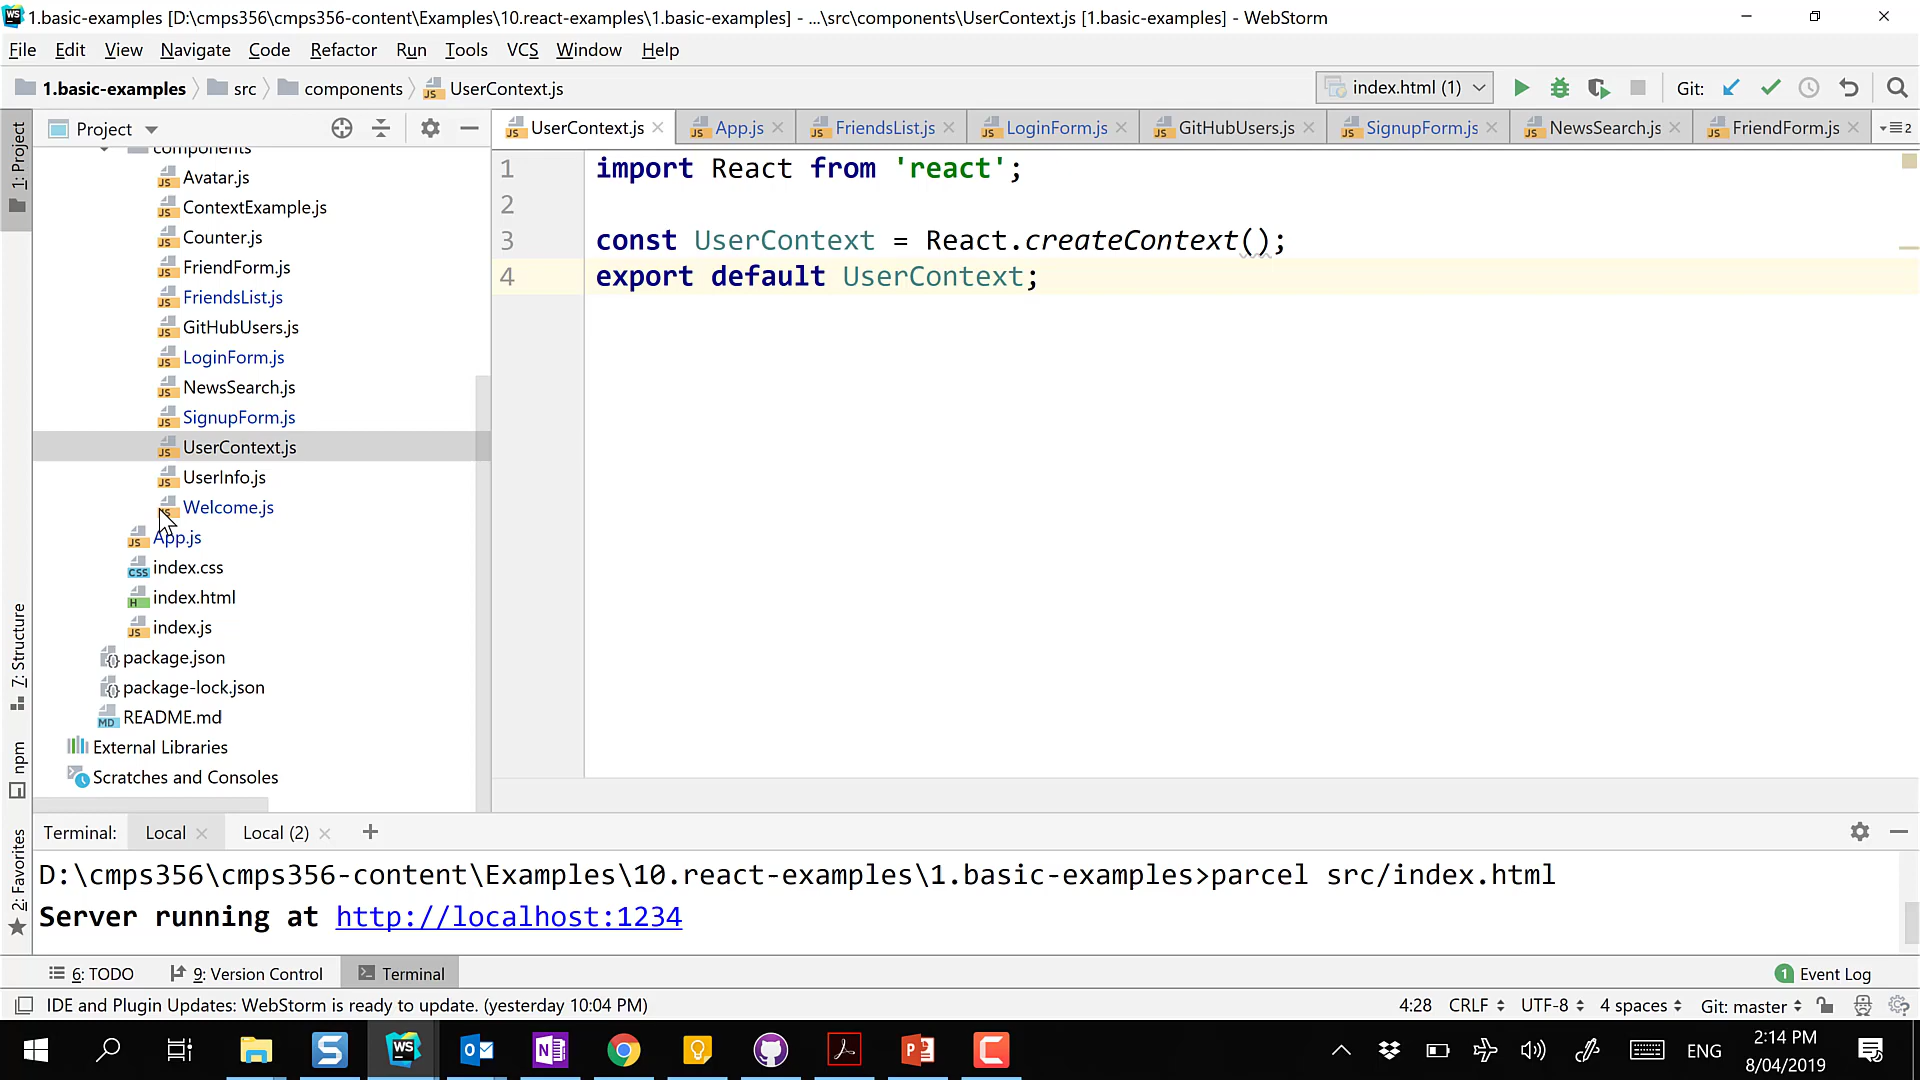 WS 1.basic-examples [D:\cmps356\cmps356-content\Examples\10.react-examples\1.basic-examples] - ...\src\components\UserContext.js [1.basic-examples] - WebStorm
File Edit View Navigate Code Refactor Run Tools VCS Window Help
1.basic-examples src components UserContext.js index.html (1) Git:
1: Project
Project
UserContext.js App.js FriendsList.js LoginForm.js GitHubUsers.js SignupForm.js NewsSearch.js FriendForm.js 2
components
Avatar.js
ContextExample.js
Counter.js
FriendForm.js
FriendsList.js
GitHubUsers.js
LoginForm.js
NewsSearch.js
SignupForm.js
UserContext.js
UserInfo.js
Welcome.js
App.js
index.css
index.html
index.js
package.json
package-lock.json
README.md
External Libraries
Scratches and Consoles
1 import React from 'react';
2
3 const UserContext = React.createContext();
4 export default UserContext;
7: Structure
npm
2: Favorites
Terminal: Local Local (2) +
D:\cmps356\cmps356-content\Examples\10.react-examples\1.basic-examples>parcel src/index.html
Server running at http://localhost:1234
6: TODO 9: Version Control Terminal 1 Event Log
IDE and Plugin Updates: WebStorm is ready to update. (yesterday 10:04 PM) 4:28 CRLF UTF-8 4 spaces Git: master
ENG 2:14 PM
8/04/2019